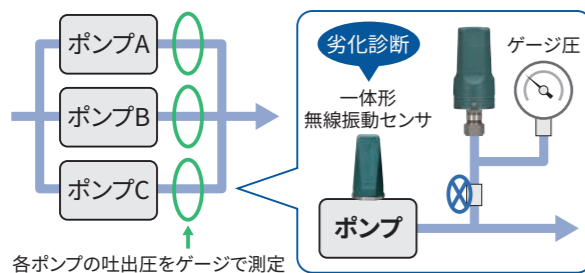 ポンプA
ポンプB
ポンプC
各ポンプの吐出圧をゲージで測定
劣化診断
一体形
無線振動センサ
ゲージ圧
ポンプ